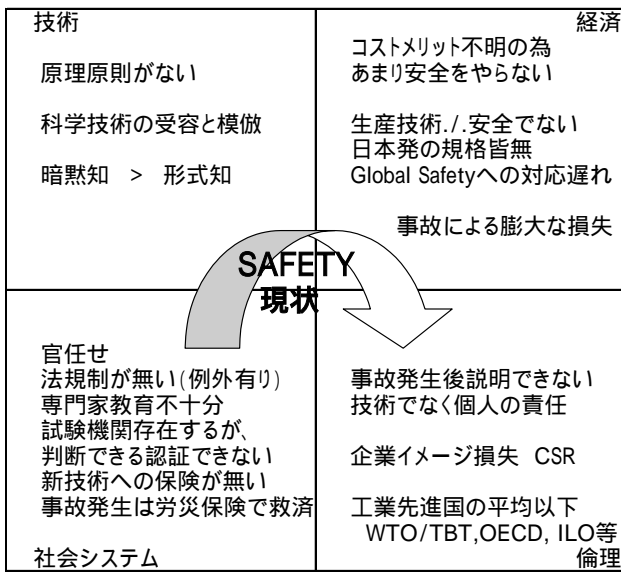 技術
原理原則がない
科学技術の受容と模倣
暗黙知 > 形式知
経済
コストメリット不明の為
あまり安全をやらない
生産技術./.安全でない
日本発の規格皆無
Global Safetyへの対応遅れ
事故による膨大な損失
SAFETY
現状
官任せ
法規制が無い(例外有り)
専門家教育不十分
試験機関存在するが、
判断できる認証できない
新技術への保険が無い
事故発生は労災保険で救済
社会システム
事故発生後説明できない
技術でなく個人の責任
企業イメージ損失 CSR
工業先進国の平均以下
WTO/TBT,OECD, ILO等
倫理